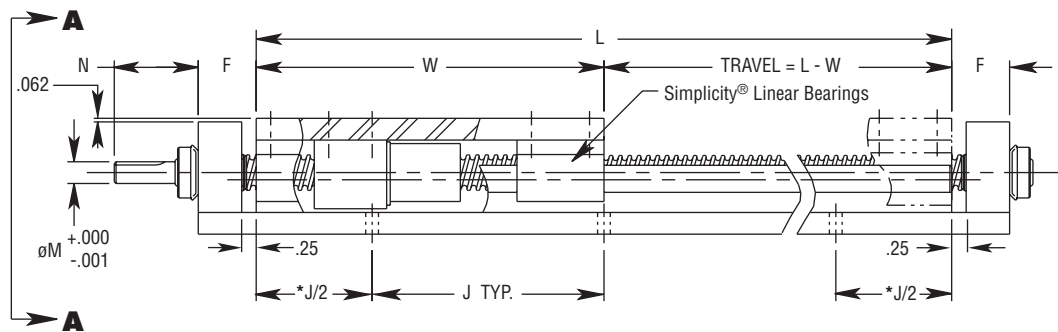 A
L
N F W TRAVEL = L - W F
.062
Simplicity® Linear Bearings
øM +.000 -.001
.25 .25
*J/2 J TYP. *J/2
A